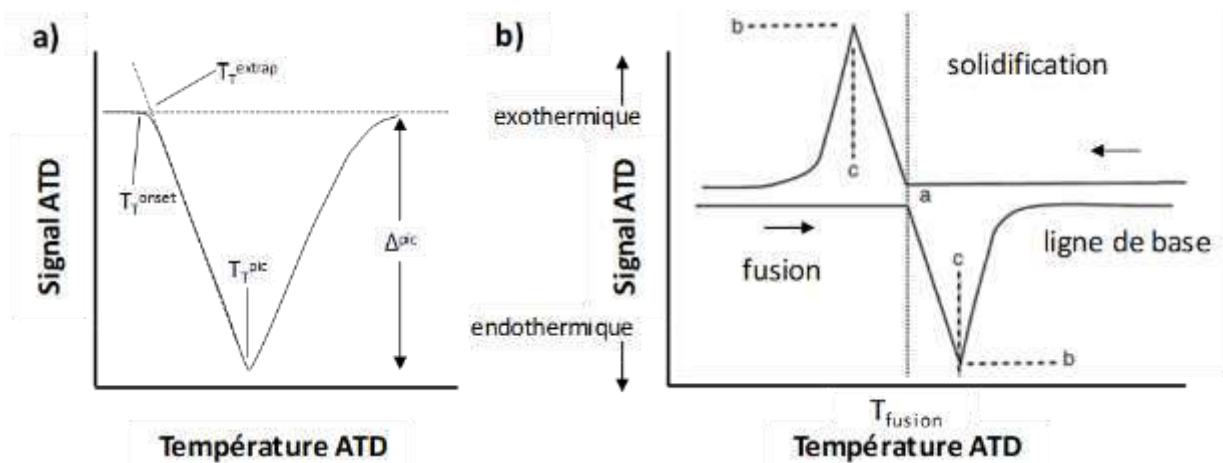 a)
T_T^extrap
T_T^onset
T_T^pic
Δ^pic
Signal ATD
Température ATD
b)
exothermique
endothermique
Signal ATD
b
c
solidification
a
fusion
ligne de base
c
b
T_fusion
Température ATD